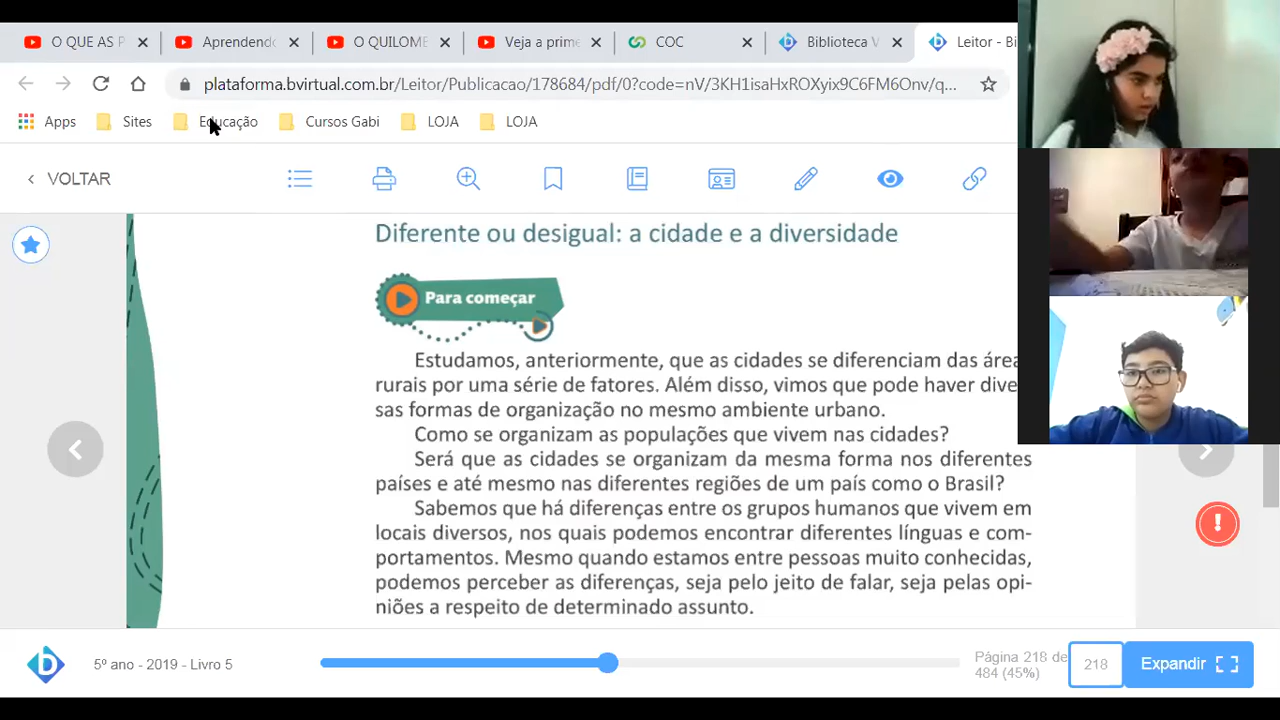 O QUE AS P
Aprendendo
O QUILOME
Veja a prime
COC
Biblioteca V
Leitor - Bi
plataforma.bvirtual.com.br/Leitor/Publicacao/178684/pdf/0?code=nV/3KH1isaHxROXyix9C6FM6Onv/q...
Apps
Sites
Educação
Cursos Gabi
LOJA
LOJA
VOLTAR
Diferente ou desigual: a cidade e a diversidade
Para começar
Estudamos, anteriormente, que as cidades se diferenciam das área
rurais por uma série de fatores. Além disso, vimos que pode haver dive
sas formas de organização no mesmo ambiente urbano.
Como se organizam as populações que vivem nas cidades?
Será que as cidades se organizam da mesma forma nos diferentes
países e até mesmo nas diferentes regiões de um país como o Brasil?
Sabemos que há diferenças entre os grupos humanos que vivem em
locais diversos, nos quais podemos encontrar diferentes línguas e com-
portamentos. Mesmo quando estamos entre pessoas muito conhecidas,
podemos perceber as diferenças, seja pelo jeito de falar, seja pelas opi-
niões a respeito de determinado assunto.
5º ano - 2019 - Livro 5
Página 218 de
484 (45%)
218
Expandir